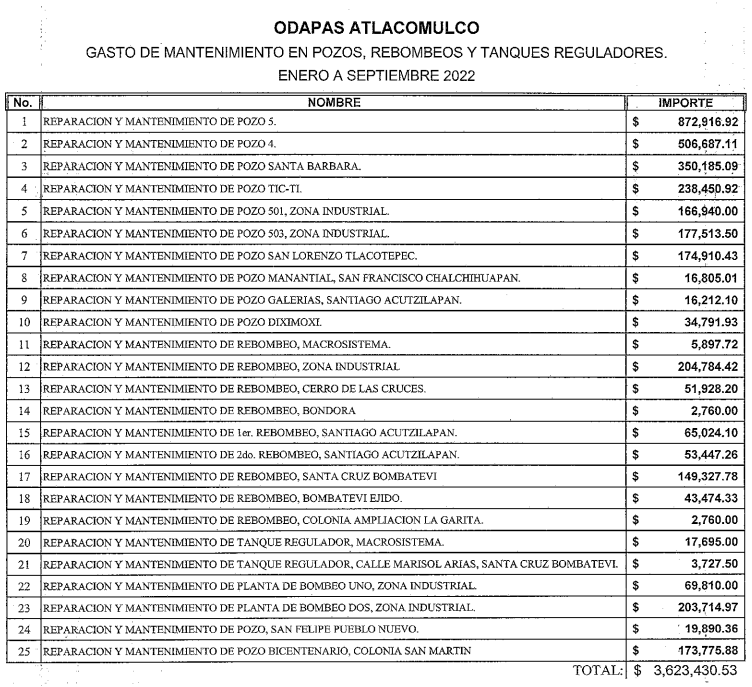 ODAPAS ATLACOMULCO
GASTO DE MANTENIMIENTO EN POZOS, REBOMBEOS Y TANQUES REGULADORES.
ENERO A SEPTIEMBRE 2022
No. NOMBRE IMPORTE
1 REPARACION Y MANTENIMIENTO DE POZO 5. $ 872,916.92
2 REPARACION Y MANTENIMIENTO DE POZO 4. $ 506,687.11
3 REPARACION Y MANTENIMIENTO DE POZO SANTA BARBARA. $ 350,185.09
4 REPARACION Y MANTENIMIENTO DE POZO TIC-TI. $ 238,450.92
5 REPARACION Y MANTENIMIENTO DE POZO 501, ZONA INDUSTRIAL. $ 166,940.00
6 REPARACION Y MANTENIMIENTO DE POZO 503, ZONA INDUSTRIAL. $ 177,513.50
7 REPARACION Y MANTENIMIENTO DE POZO SAN LORENZO TLACOTEPEC. $ 174,910.43
8 REPARACION Y MANTENIMIENTO DE POZO MANANTIAL, SAN FRANCISCO CHALCHIHUAPAN. $ 16,805.01
9 REPARACION Y MANTENIMIENTO DE POZO GALERIAS, SANTIAGO ACUTZILAPAN. $ 16,212.10
10 REPARACION Y MANTENIMIENTO DE POZO DIXIMOXI. $ 34,791.93
11 REPARACION Y MANTENIMIENTO DE REBOMBEO, MACROSISTEMA. $ 5,897.72
12 REPARACION Y MANTENIMIENTO DE REBOMBEO, ZONA INDUSTRIAL $ 204,784.42
13 REPARACION Y MANTENIMIENTO DE REBOMBEO, CERRO DE LAS CRUCES. $ 51,928.20
14 REPARACION Y MANTENIMIENTO DE REBOMBEO, BONDORA $ 2,760.00
15 REPARACION Y MANTENIMIENTO DE 1er. REBOMBEO, SANTIAGO ACUTZILAPAN. $ 65,024.10
16 REPARACION Y MANTENIMIENTO DE 2do. REBOMBEO, SANTIAGO ACUTZILAPAN. $ 53,447.26
17 REPARACION Y MANTENIMIENTO DE REBOMBEO, SANTA CRUZ BOMBATEVI $ 149,327.78
18 REPARACION Y MANTENIMIENTO DE REBOMBEO, BOMBATEVI EJIDO. $ 43,474.33
19 REPARACION Y MANTENIMIENTO DE REBOMBEO, COLONIA AMPLIACION LA GARITA. $ 2,760.00
20 REPARACION Y MANTENIMIENTO DE TANQUE REGULADOR, MACROSISTEMA. $ 17,695.00
21 REPARACION Y MANTENIMIENTO DE TANQUE REGULADOR, CALLE MARISOL ARIAS, SANTA CRUZ BOMBATEVI. $ 3,727.50
22 REPARACION Y MANTENIMIENTO DE PLANTA DE BOMBEO UNO, ZONA INDUSTRIAL. $ 69,810.00
23 REPARACION Y MANTENIMIENTO DE PLANTA DE BOMBEO DOS, ZONA INDUSTRIAL. $ 203,714.97
24 REPARACION Y MANTENIMIENTO DE POZO, SAN FELIPE PUEBLO NUEVO. $ 19,890.36
25 REPARACION Y MANTENIMIENTO DE POZO BICENTENARIO, COLONIA SAN MARTIN $ 173,775.88
TOTAL: $ 3,623,430.53